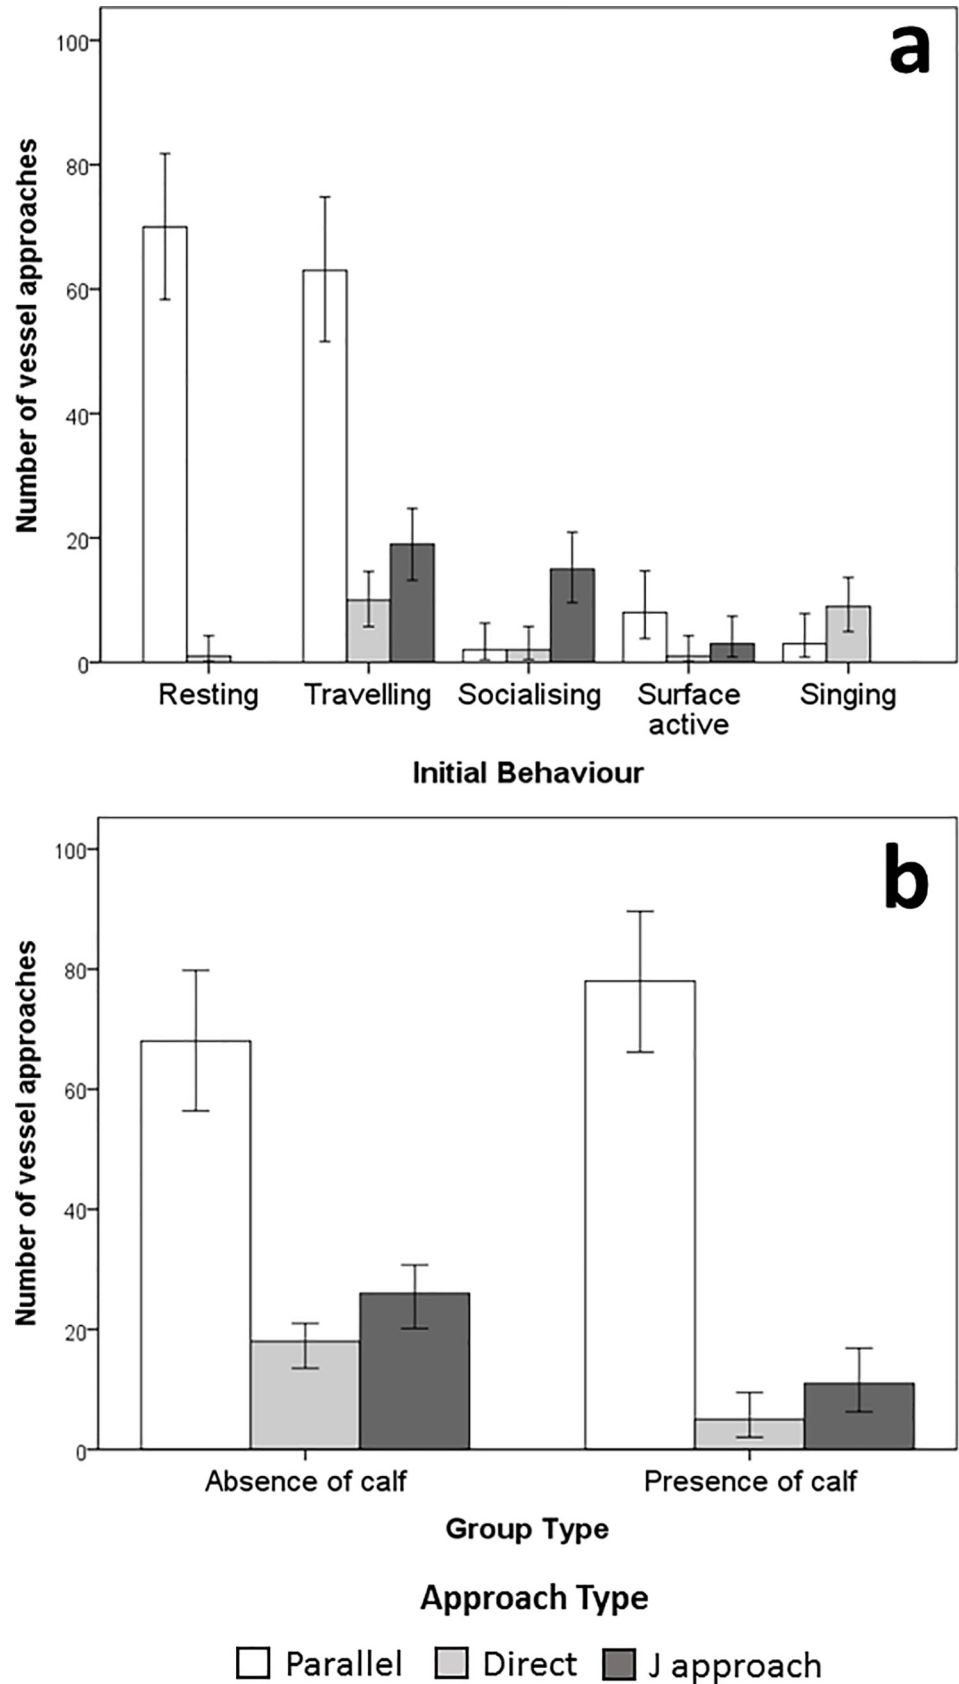 a
100
80
60
40
20
0
Number of vessel approaches
Resting Travelling Socialising Surface active Singing
Initial Behaviour
b
100
80
60
40
20
0
Number of vessel approaches
Absence of calf Presence of calf
Group Type
Approach Type
Parallel Direct J approach